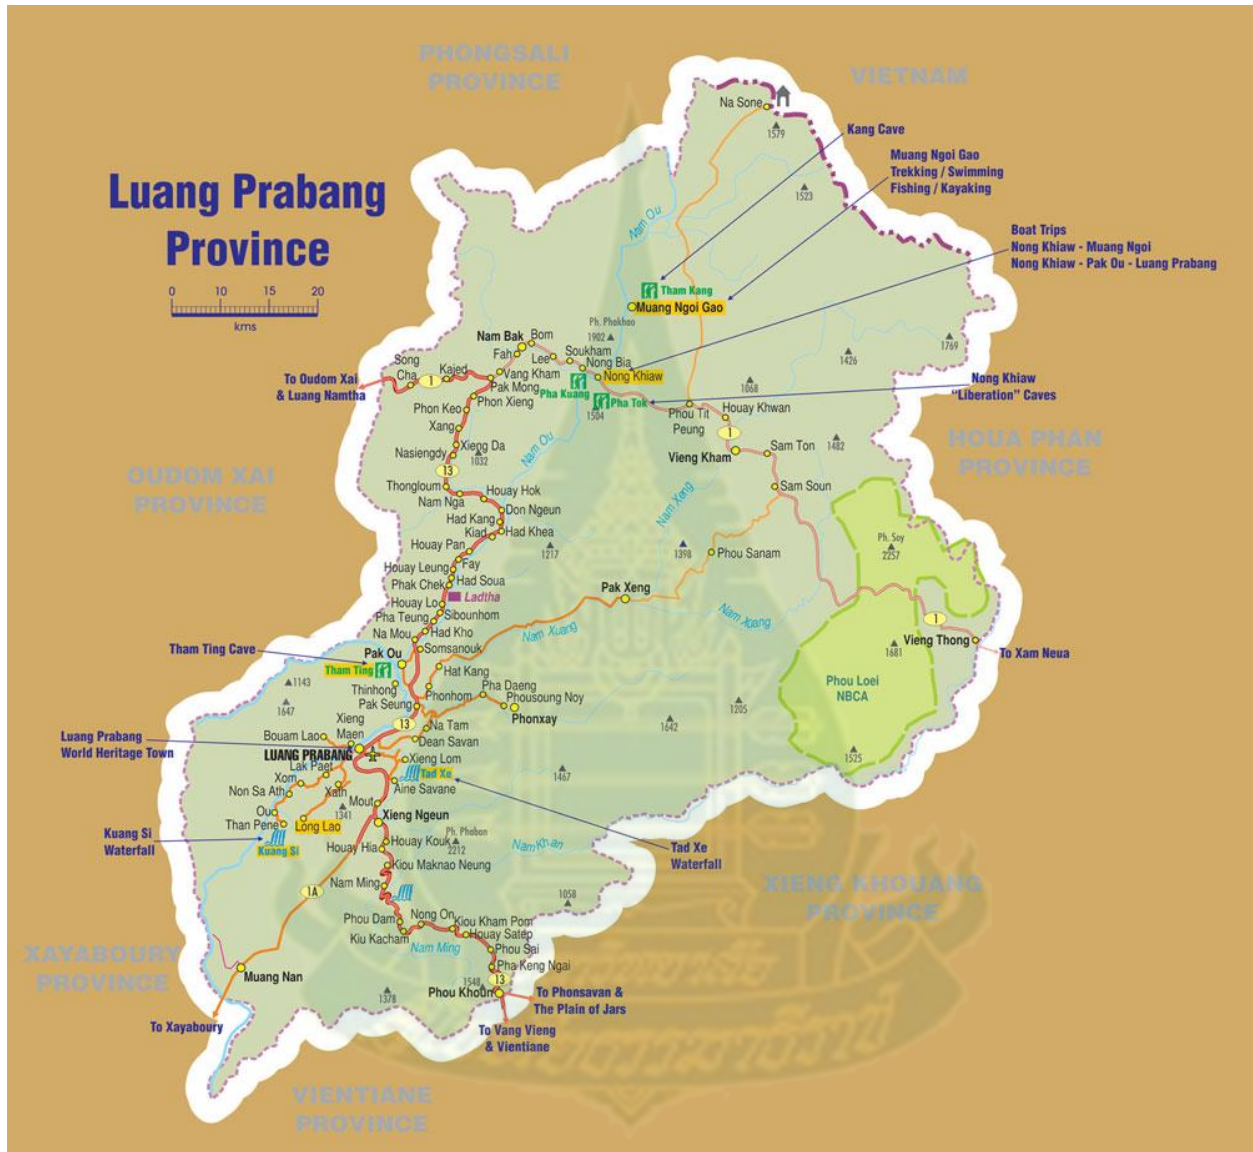 PHONGSALI
PROVINCE
VIETNAM
Na Sone
1579
Kang Cave
Muang Ngoi Gao
Trekking / Swimming
Fishing / Kayaking
1523
Luang Prabang
Province
0 10 20
kms
Nam Ou
Boat Trips
Nong Khiaw - Muang Ngoi
Nong Khiaw - Pak Ou - Luang Prabang
Tham Kang
Muang Ngoi Gao
Ph. Phakhao
1902
1769
1426
Nam Bak
Bom
Fah
Lee
Soukham
Nong Bia
Nong Khiaw
Song
Cha
1
Kajed
Vang Kham
Pak Mong
To Oudom Xai
& Luang Namtha
Pha Kuang
Pha Tok
1504
1068
Nong Khiaw
"Liberation" Caves
Phon Xieng
Phon Keo
Xang
Phou Tit
Peung
Houay Khwan
1
Xieng Da
Nasiengdy
1032
Nam Ou
Vieng Kham
Sam Ton
1482
HOUA PHAN
PROVINCE
OUDOM XAI
PROVINCE
13
Thongloum
Nam Nga
Houay Hok
Don Ngeun
Sam Soun
Nam Xeng
Had Kang
Kiad
Had Khea
Houay Pan
1217
1398
Phou Sanam
Ph. Soy
2257
Fay
Houay Leung
Phak Chek
Had Soua
Ladtha
Pak Xeng
Houay Lo
Pha Teung
Sibounhom
Nam Xuang
Nam Xuang
1
Na Mou
Had Kho
Somsanouk
Vieng Thong
To Xam Neua
1681
Tham Ting Cave
Pak Ou
Tham Ting
Hat Kang
Phou Loei
NBCA
1143
Thinhong
Pak Seung
Phonhom
Pha Daeng
Phousoung Noy
Phonxay
1647
1205
1642
Xieng
Maen
13
Na Tam
Bouam Lao
Dean Savan
Luang Prabang
World Heritage Town
LUANG PRABANG
Xieng Lom
1525
Lak Paet
Tad Xe
1467
Xom
Non Sa Ath
Xath
Aine Savane
Mout
1341
Ou
Than Pene
Long Lao
Xieng Ngeun
Kuang Si
Waterfall
Kuang Si
Houay Kouk
Ph. Phaban
2212
Nam Khan
Tad Xe
Waterfall
Houay Hia
Kiou Maknao Neung
1A
Nam Ming
1058
XIENG KHOUANG
PROVINCE
Phou Dam
Nong On
Kiou Kham Pom
Kiu Kacham
Houay Satep
Nam Ming
Phou Sai
XAYABOURY
PROVINCE
Muang Nan
Pha Keng Ngai
1548
13
1378
Phou Khoun
To Phonsavan &
The Plain of Jars
To Xayaboury
To Vang Vieng
& Vientiane
VIENTIANE
PROVINCE